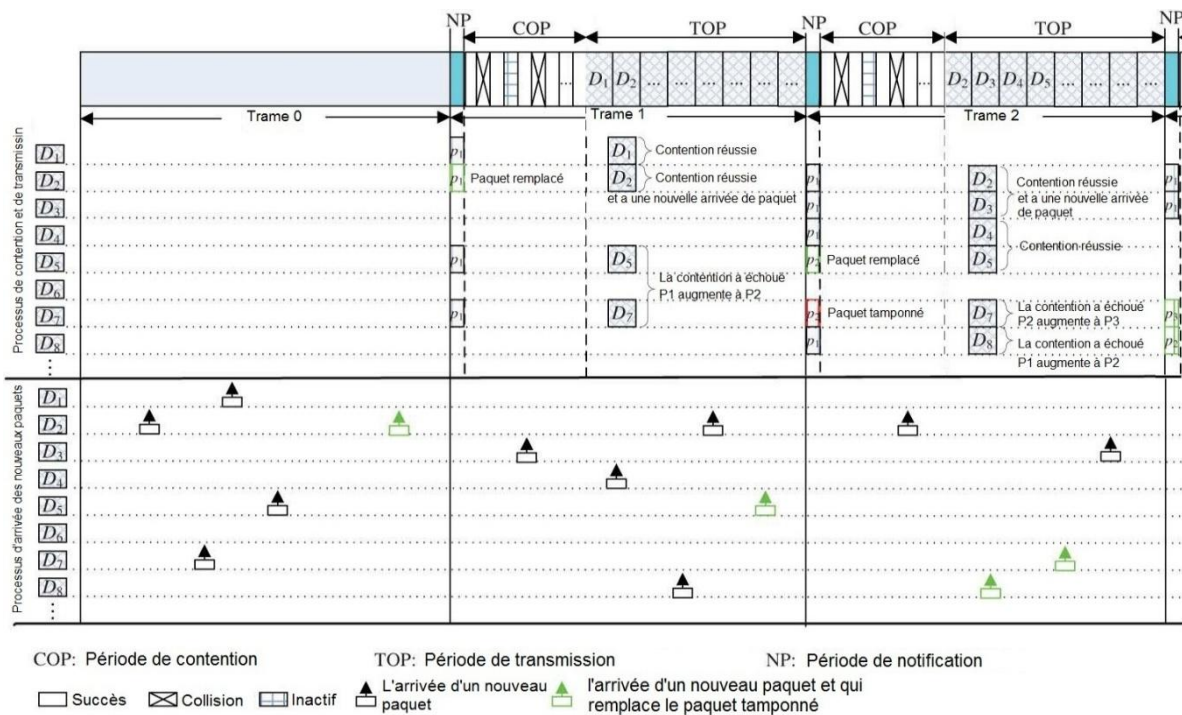 NP COP TOP NP COP TOP NP
... D1 D2 ... ... ... ... ... ... ... D2 D3 D4 D5 ... ... ... ...
Trame 0 Trame 1 Trame 2
Processus de contention et de transmissin
D1 p1 D1 Contention réussie
D2 p1 Paquet remplacé D2 Contention réussie p1 D2 Contention réussie p1
et a une nouvelle arrivée de paquet
D3 p1 D3 et a une nouvelle arrivée de paquet p1
D4 p1 D4 Contention réussie
D5 p1 D5 p2 Paquet remplacé D5
La contention a échoué
P1 augmente à P2
D6
D7 p1 D7 Paquet tamponné D7 La contention a échoué
P2 augmente à P3 p3
D8 p1 D8 La contention a échoué p2
P1 augmente à P2
⋮
Processus d'arrivée des nouveaux paquets
D1
D2
D3
D4
D5
D6
D7
D8
⋮
COP: Période de contention TOP: Période de transmission NP: Période de notification
Succès Collision Inactif L'arrivée d'un nouveau paquet l'arrivée d'un nouveau paquet et qui remplace le paquet tamponné